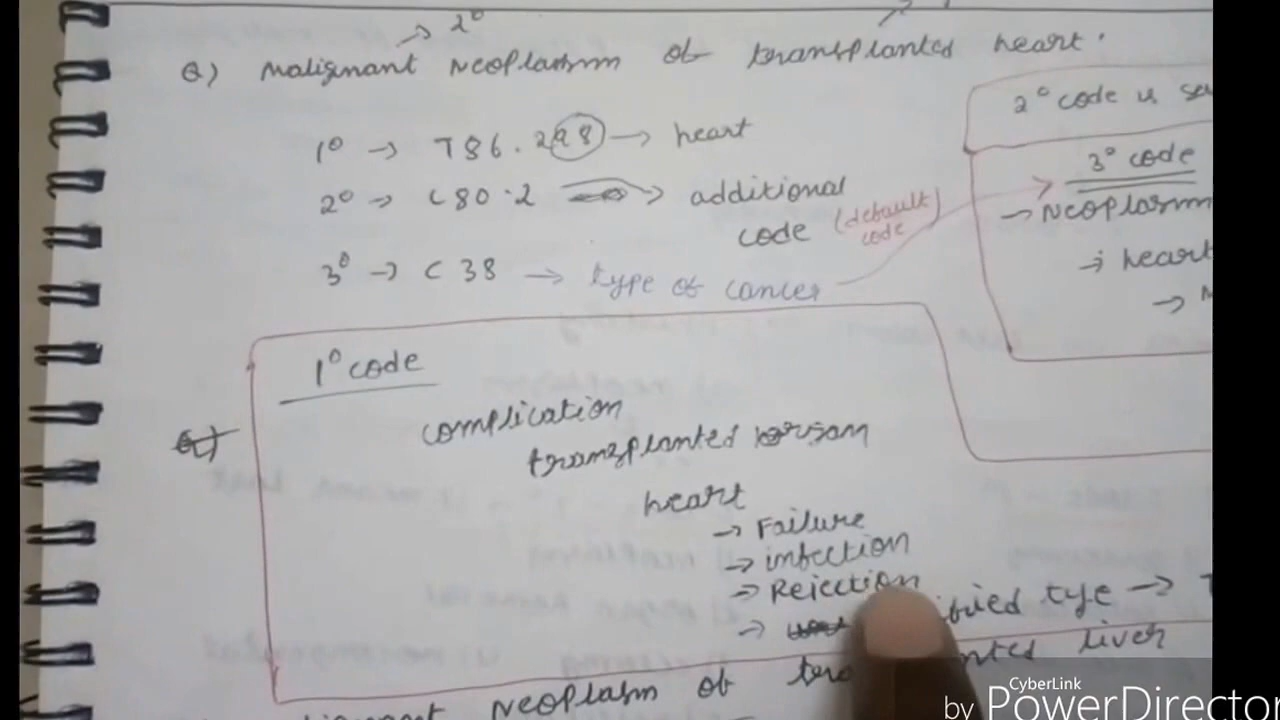 → 2°
Q) Malignant Neoplasm of transplanted heart.
1° → T86.298 → heart
2° → C80.2 → additional
code (default
code)
3° → C38 → type of cancer
2° code is
3° code
→ Neoplasm
→ heart
→
1° code
complication
transplanted organ
heart
→ Failure
→ infection
→ Rejection
→ tye →
Neoplasm of liver
CyberLink
by PowerDirector